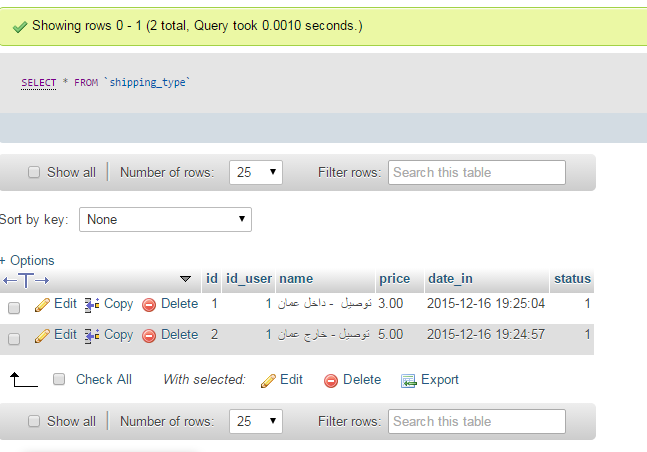 Showing rows 0 - 1 (2 total, Query took 0.0010 seconds.)
SELECT * FROM `shipping_type`
Show all Number of rows: 25 Filter rows: Search this table
Sort by key: None
+ Options
id id_user name price date_in status
Edit Copy Delete 1 1 توصيل - داخل عمان 3.00 2015-12-16 19:25:04 1
Edit Copy Delete 2 1 توصيل - خارج عمان 5.00 2015-12-16 19:24:57 1
Check All With selected: Edit Delete Export
Show all Number of rows: 25 Filter rows: Search this table